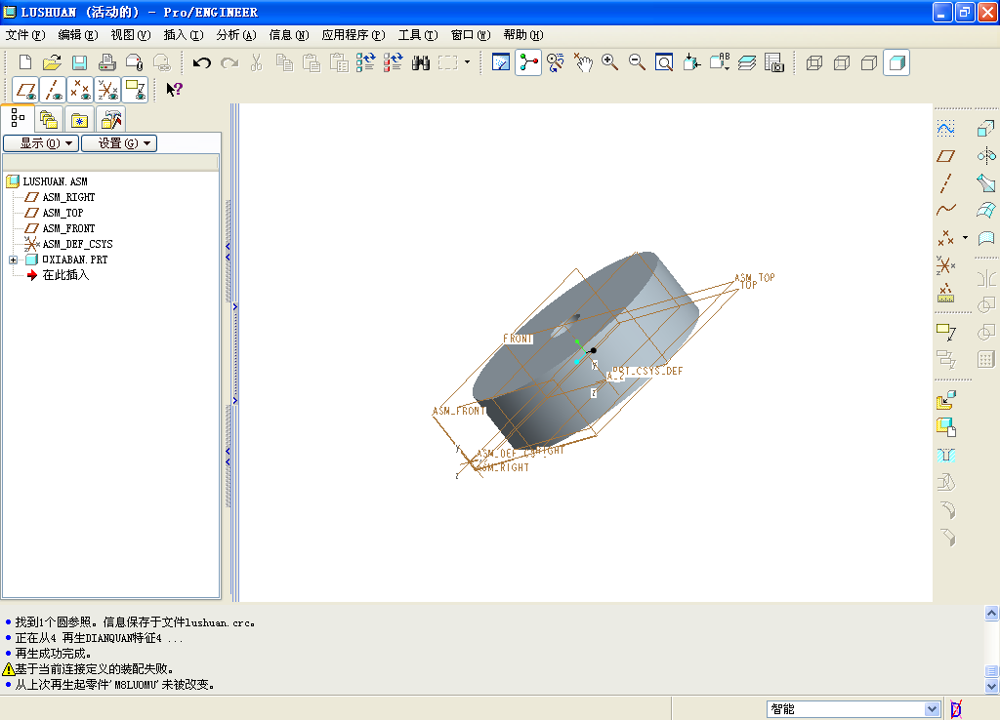 LUSHUAN (活动的) - Pro/ENGINEER
文件(F) 编辑(E) 视图(V) 插入(I) 分析(A) 信息(N) 应用程序(P) 工具(T) 窗口(W) 帮助(H)
显示(O) 设置(G)
LUSHUAN.ASM
ASM_RIGHT
ASM_TOP
ASM_FRONT
ASM_DEF_CSYS
XIABAN.PRT
在此插入
ASM_TOP
TOP
FRONT
PRT_CSYS_DEF
A_2
Y
Z
ASM_FRONT
Y
RIGHT
ASM_RIGHT
Z
找到1个圆参照。信息保存于文件lushuan.crc。
正在从4 再生DIANQUAN特征4 ...
再生成功完成。
基于当前连接定义的装配失败。
从上次再生起零件'M8LUOMU'未被改变。
智能